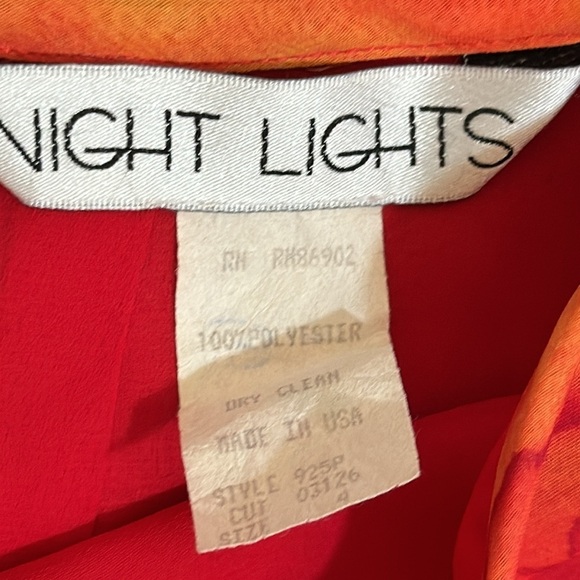 NIGHT LIGHTS
RN RN86902
100% POLYESTER
DRY CLEAN
MADE IN USA
STYLE 925P
CUT 03126
SIZE 4